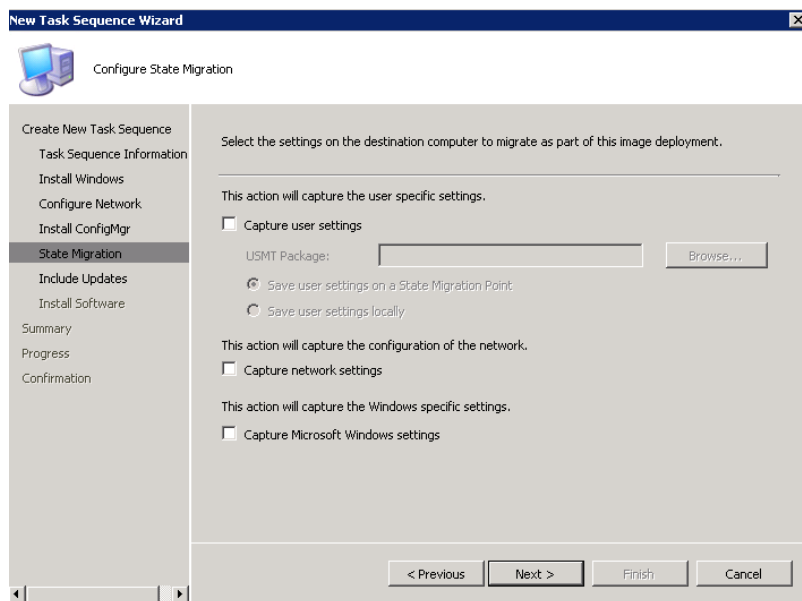 New Task Sequence Wizard
Configure State Migration
Create New Task Sequence
Task Sequence Information
Install Windows
Configure Network
Install ConfigMgr
State Migration
Include Updates
Install Software
Summary
Progress
Confirmation
Select the settings on the destination computer to migrate as part of this image deployment.
This action will capture the user specific settings.
Capture user settings
USMT Package:
Browse...
Save user settings on a State Migration Point
Save user settings locally
This action will capture the configuration of the network.
Capture network settings
This action will capture the Windows specific settings.
Capture Microsoft Windows settings
< Previous
Next >
Finish
Cancel